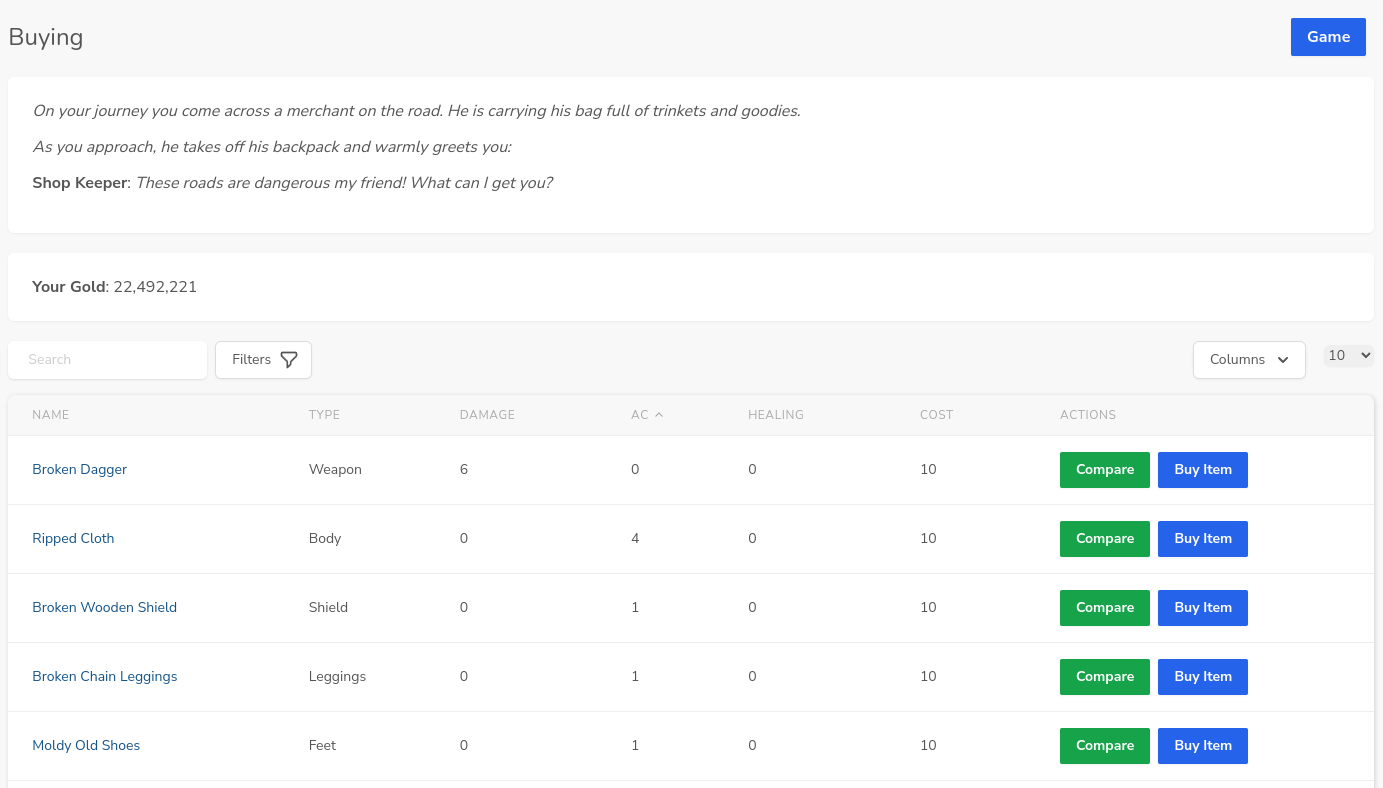 Buying
Game
On your journey you come across a merchant on the road. He is carrying his bag full of trinkets and goodies.
As you approach, he takes off his backpack and warmly greets you:
Shop Keeper: These roads are dangerous my friend! What can I get you?
Your Gold: 22,492,221
Search Filters Columns 10
NAME TYPE DAMAGE AC HEALING COST ACTIONS
Broken Dagger Weapon 6 0 0 10 Compare Buy Item
Ripped Cloth Body 0 4 0 10 Compare Buy Item
Broken Wooden Shield Shield 0 1 0 10 Compare Buy Item
Broken Chain Leggings Leggings 0 1 0 10 Compare Buy Item
Moldy Old Shoes Feet 0 1 0 10 Compare Buy Item